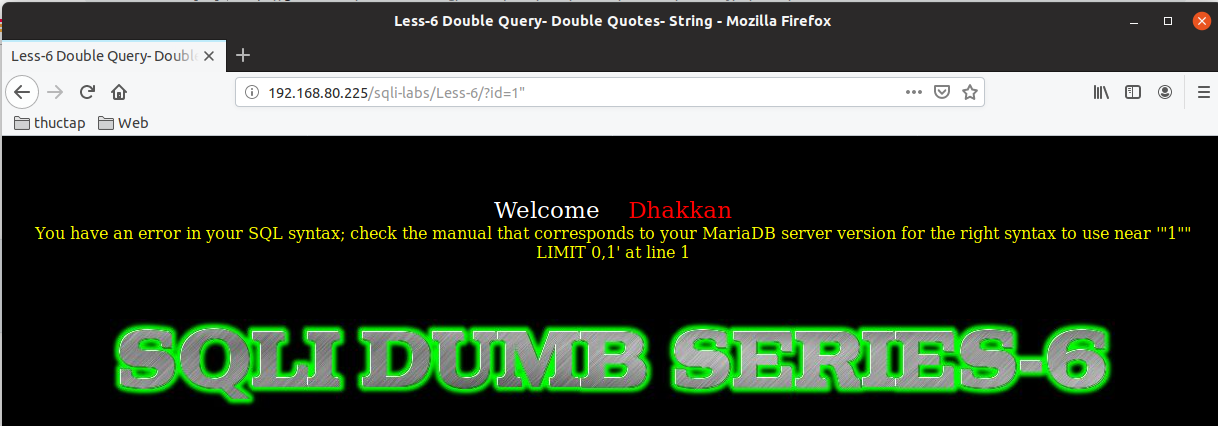 Less-6 Double Query- Double Quotes- String - Mozilla Firefox
Less-6 Double Query- Double
192.168.80.225/sqli-labs/Less-6/?id=1"
thuctap Web
Welcome Dhakkan
You have an error in your SQL syntax; check the manual that corresponds to your MariaDB server version for the right syntax to use near '"1""
LIMIT 0,1' at line 1
SQLI DUMB SERIES-6